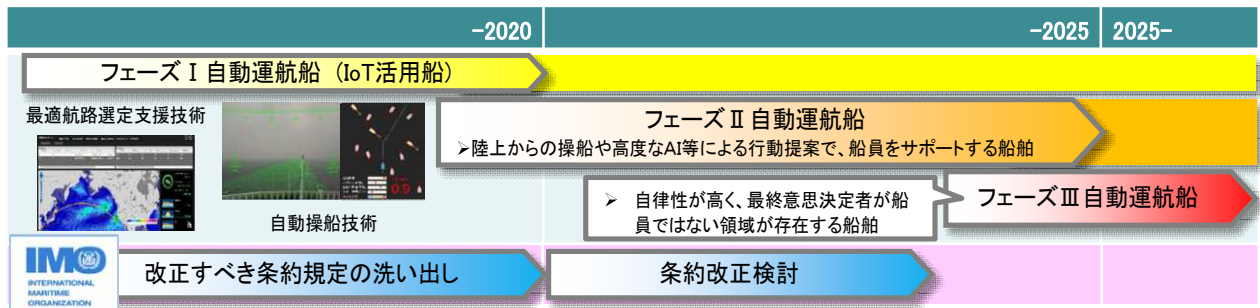 -2020
-2025
2025-
フェーズⅠ自動運航船（IoT活用船）
最適航路選定支援技術
自動操船技術
フェーズⅡ自動運航船
➢陸上からの操船や高度なAI等による行動提案で、船員をサポートする船舶
➢ 自律性が高く、最終意思決定者が船
員ではない領域が存在する船舶
フェーズⅢ自動運航船
IMO
INTERNATIONAL
MARITIME
ORGANIZATION
改正すべき条約規定の洗い出し
条約改正検討